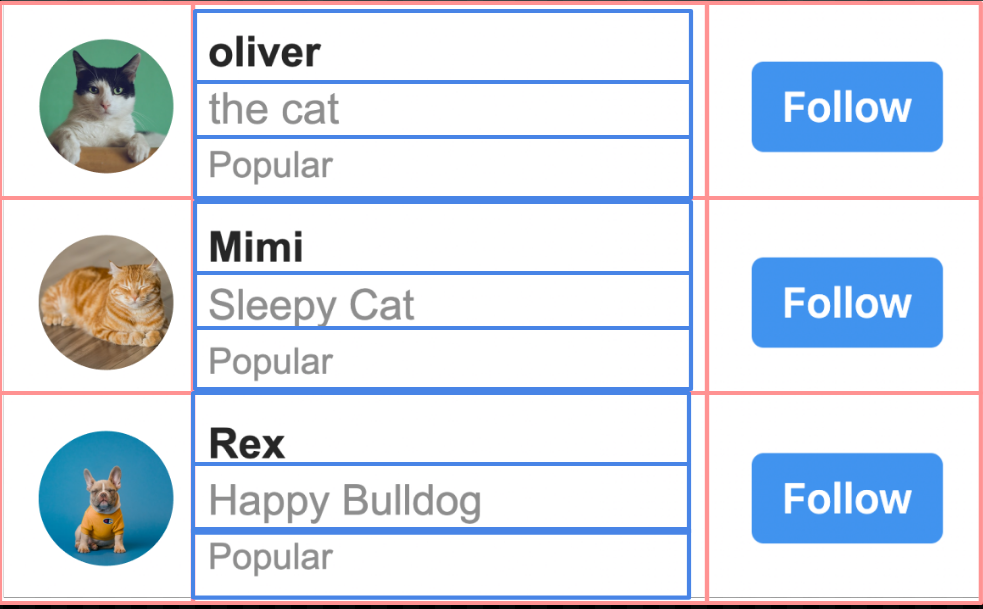 oliver
the cat
Popular
Follow
Mimi
Sleepy Cat
Popular
Follow
Rex
Happy Bulldog
Popular
Follow